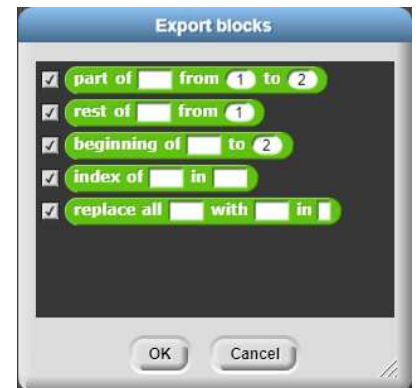 Export blocks
part of from 1 to 2
rest of from 1
beginning of to 2
index of in
replace all with in
OK Cancel